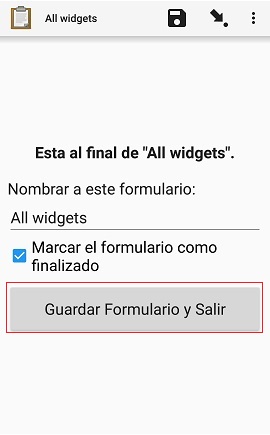 All widgets
Esta al final de "All widgets".
Nombrar a este formulario:
All widgets
Marcar el formulario como
finalizado
Guardar Formulario y Salir